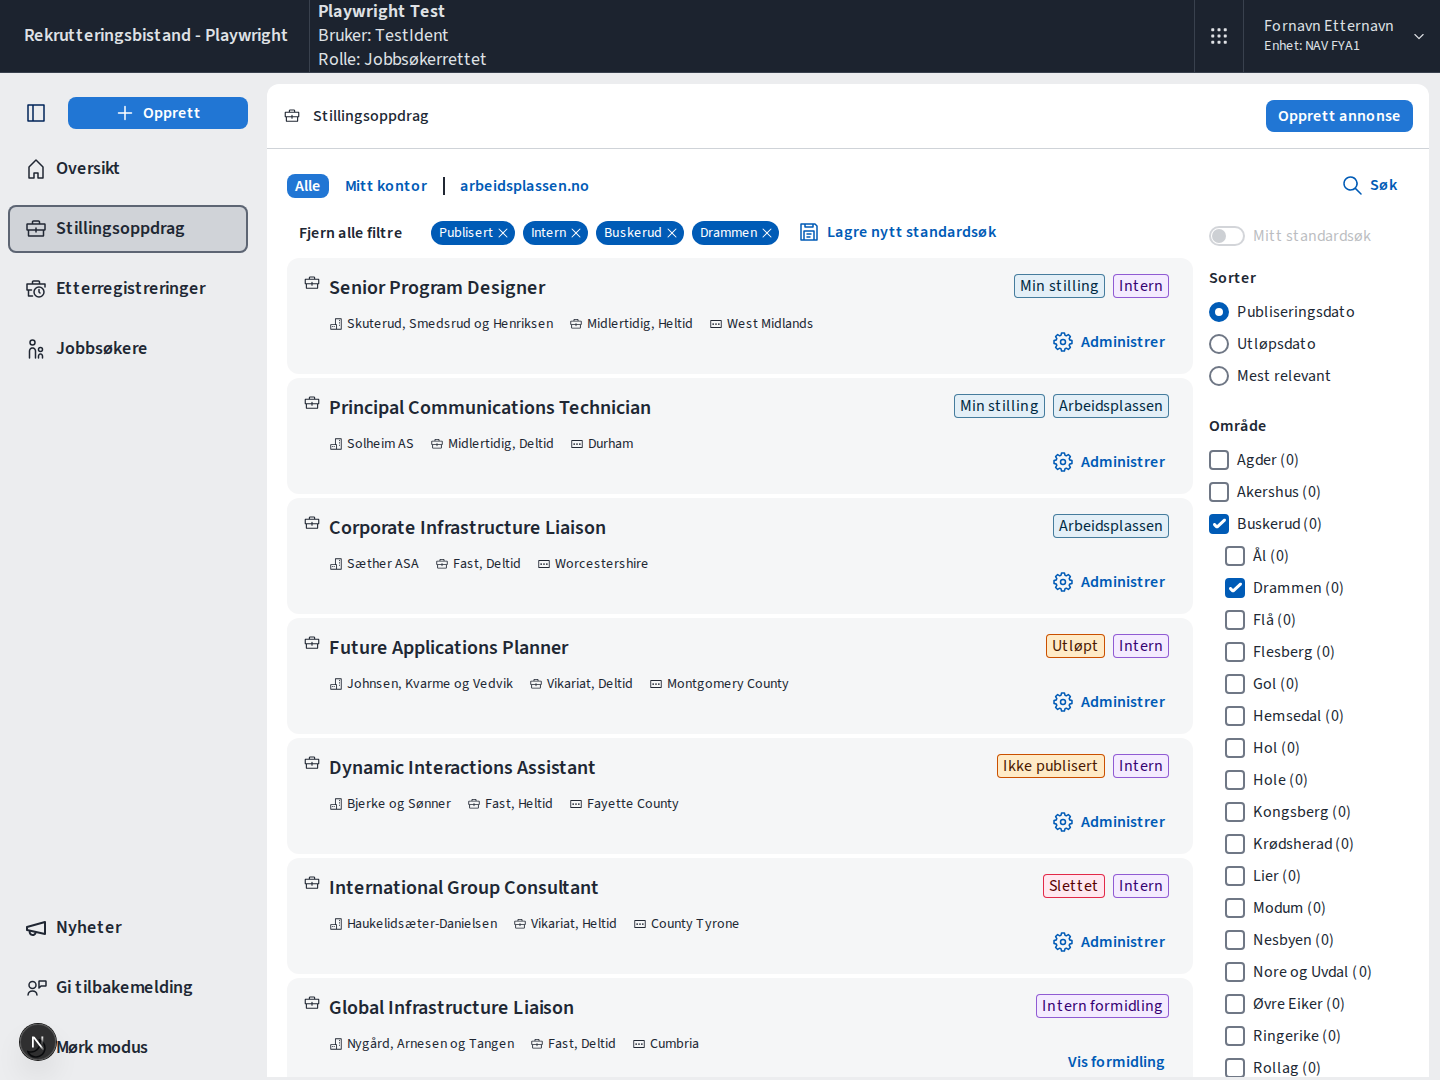 Rekrutteringsbistand - Playwright
Playwright Test
Bruker: TestIdent
Rolle: Jobbsøkerrettet
Fornavn Etternavn
Enhet: NAV FYA1
Opprett
Oversikt
Stillingsoppdrag
Etterregistreringer
Jobbsøkere
Nyheter
Gi tilbakemelding
N
Mørk modus
Stillingsoppdrag
Opprett annonse
Alle Mitt kontor arbeidsplassen.no
Søk
Fjern alle filtre Publisert Intern Buskerud Drammen Lagre nytt standardsøk
Senior Program Designer
Min stilling Intern
Skuterud, Smedsrud og Henriksen Midlertidig, Heltid West Midlands
Administrer
Principal Communications Technician
Min stilling Arbeidsplassen
Solheim AS Midlertidig, Deltid Durham
Administrer
Corporate Infrastructure Liaison
Arbeidsplassen
Sæther ASA Fast, Deltid Worcestershire
Administrer
Future Applications Planner
Utløpt Intern
Johnsen, Kvarme og Vedvik Vikariat, Deltid Montgomery County
Administrer
Dynamic Interactions Assistant
Ikke publisert Intern
Bjerke og Sønner Fast, Heltid Fayette County
Administrer
International Group Consultant
Slettet Intern
Haukelidsæter-Danielsen Vikariat, Heltid County Tyrone
Administrer
Global Infrastructure Liaison
Intern formidling
Nygård, Arnesen og Tangen Fast, Deltid Cumbria
Vis formidling
Mitt standardsøk
Sorter
Publiseringsdato
Utløpsdato
Mest relevant
Område
Agder (0)
Akershus (0)
Buskerud (0)
Ål (0)
Drammen (0)
Flå (0)
Flesberg (0)
Gol (0)
Hemsedal (0)
Hol (0)
Hole (0)
Kongsberg (0)
Krødsherad (0)
Lier (0)
Modum (0)
Nesbyen (0)
Nore og Uvdal (0)
Øvre Eiker (0)
Ringerike (0)
Rollag (0)